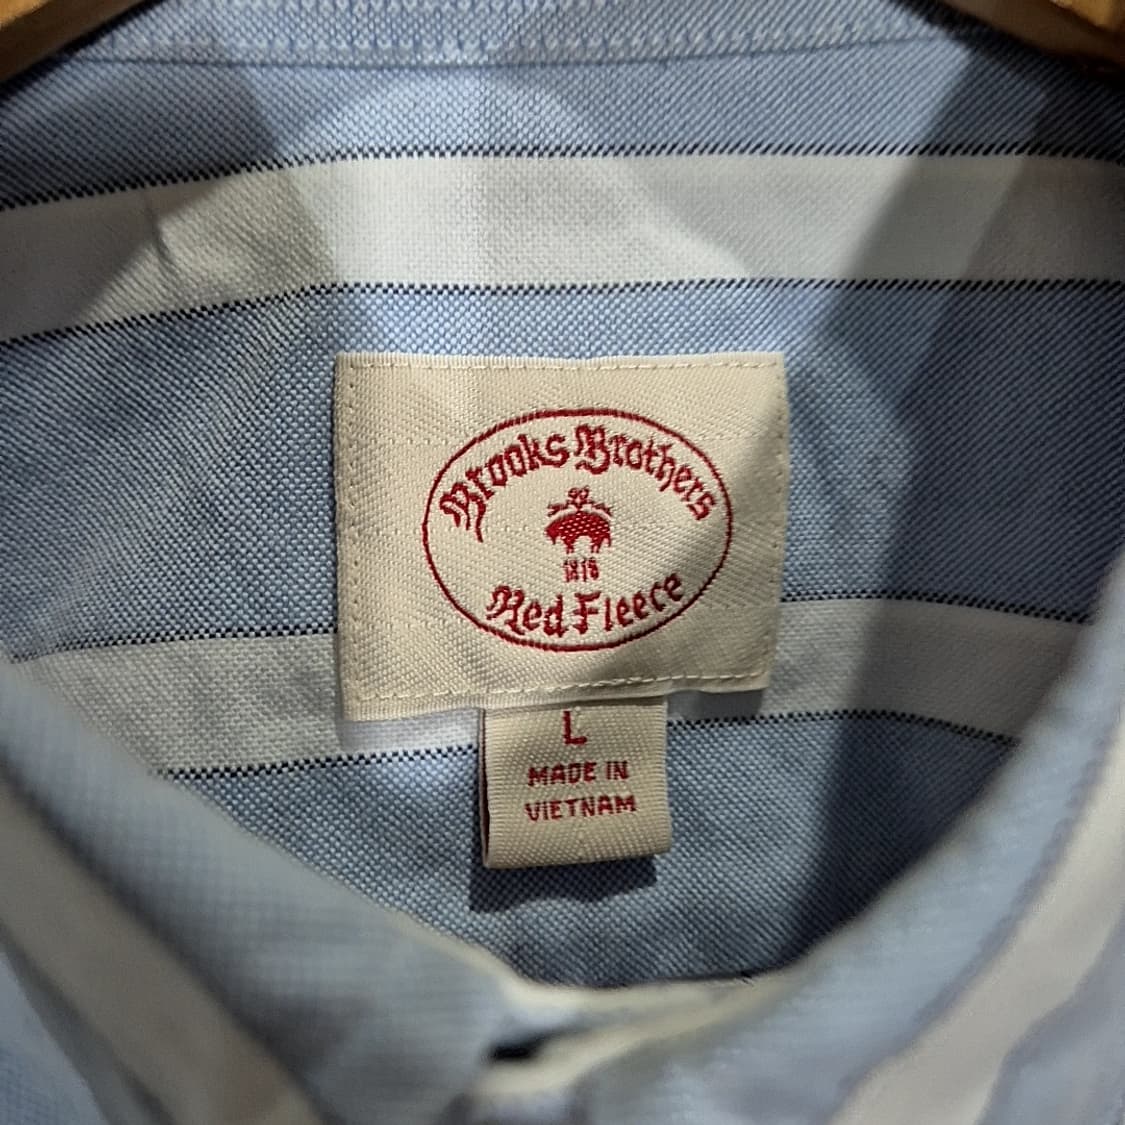 Brooks Brothers
1818
Red Fleece
L
MADE IN
VIETNAM